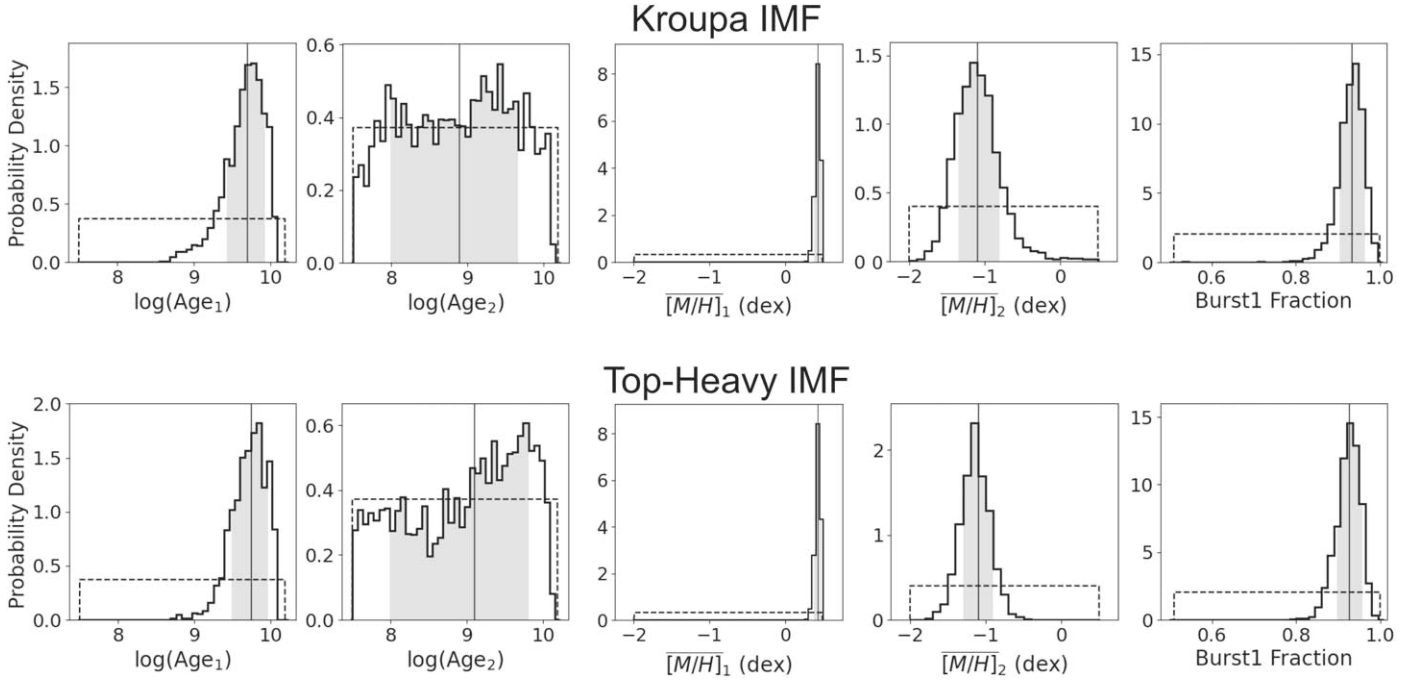 Kroupa IMF
Probability Density
0.0 0.5 1.0 1.5
8 9 10
log(Age₁)
0.0 0.2 0.4 0.6
8 9 10
log(Age₂)
0 2 4 6 8
−2 −1 0
[M/H]₁ (dex)
0.0 0.5 1.0 1.5
−2 −1 0
[M/H]₂ (dex)
0 5 10 15
0.6 0.8 1.0
Burst1 Fraction
Top-Heavy IMF
Probability Density
0.0 0.5 1.0 1.5 2.0
8 9 10
log(Age₁)
0.0 0.2 0.4 0.6
8 9 10
log(Age₂)
0 2 4 6 8
−2 −1 0
[M/H]₁ (dex)
0 1 2
−2 −1 0
[M/H]₂ (dex)
0 5 10 15
0.6 0.8 1.0
Burst1 Fraction